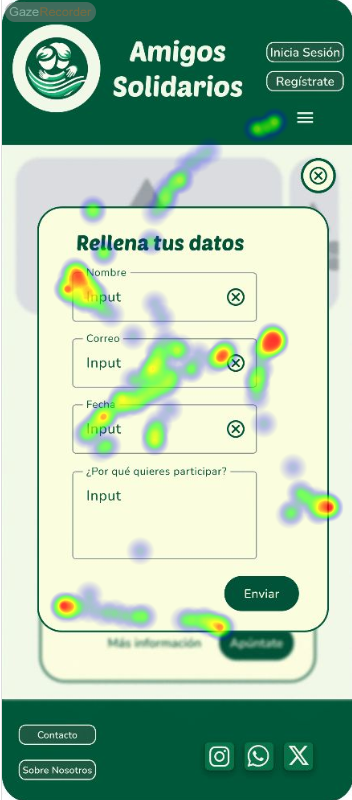 GazeRecorder
Amigos
Solidarios
Inicia Sesión
Regístrate
Rellena tus datos
Nombre
Input
Correo
Input
Fecha
Input
¿Por qué quieres participar?
Input
Enviar
Más información
Apúntate
Contacto
Sobre Nosotros